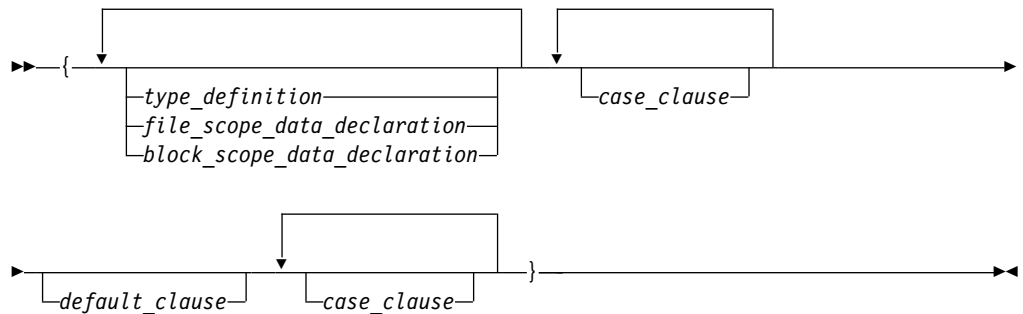 {
type_definition case_clause
file_scope_data_declaration
block_scope_data_declaration
}
default_clause case_clause